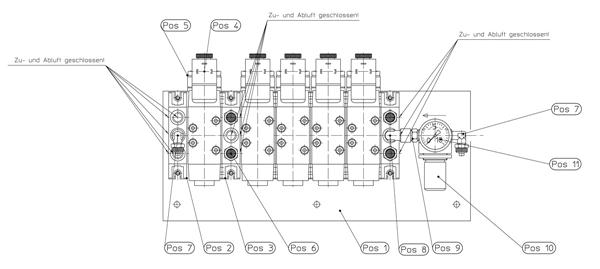 Zu- und Abluft geschlossen!
Pos 5
Pos 4
Zu- und Abluft geschlossen!
Zu- und Abluft geschlossen!
Pos 7
Pos 11
Pos 7
Pos 2
Pos 3
Pos 6
Pos 1
Pos 8
Pos 9
Pos 10